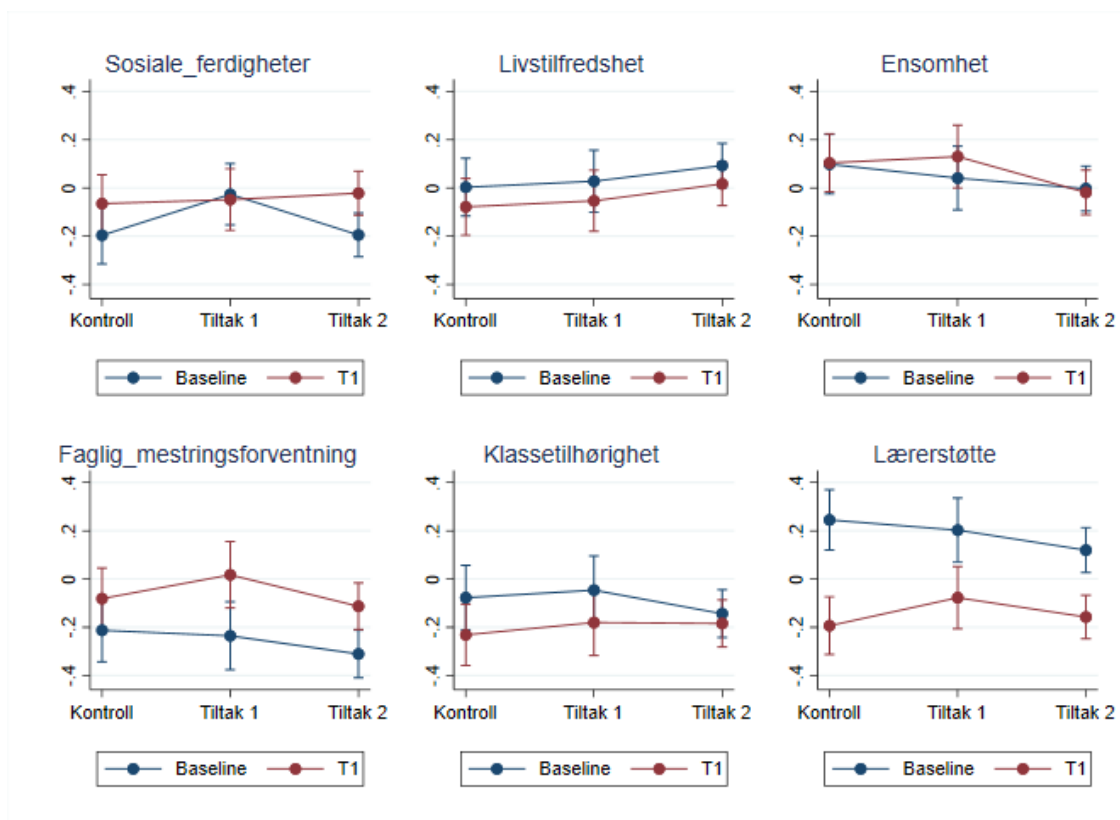 Sosiale_ferdigheter
.4
.2
0
-.2
-.4
Kontroll Tiltak 1 Tiltak 2
Baseline T1
Livstilfredshet
.4
.2
0
-.2
-.4
Kontroll Tiltak 1 Tiltak 2
Baseline T1
Ensomhet
.4
.2
0
-.2
-.4
Kontroll Tiltak 1 Tiltak 2
Baseline T1
Faglig_mestringsforventning
.4
.2
0
-.2
-.4
Kontroll Tiltak 1 Tiltak 2
Baseline T1
Klassetilhørighet
.4
.2
0
-.2
-.4
Kontroll Tiltak 1 Tiltak 2
Baseline T1
Lærerstøtte
.4
.2
0
-.2
-.4
Kontroll Tiltak 1 Tiltak 2
Baseline T1